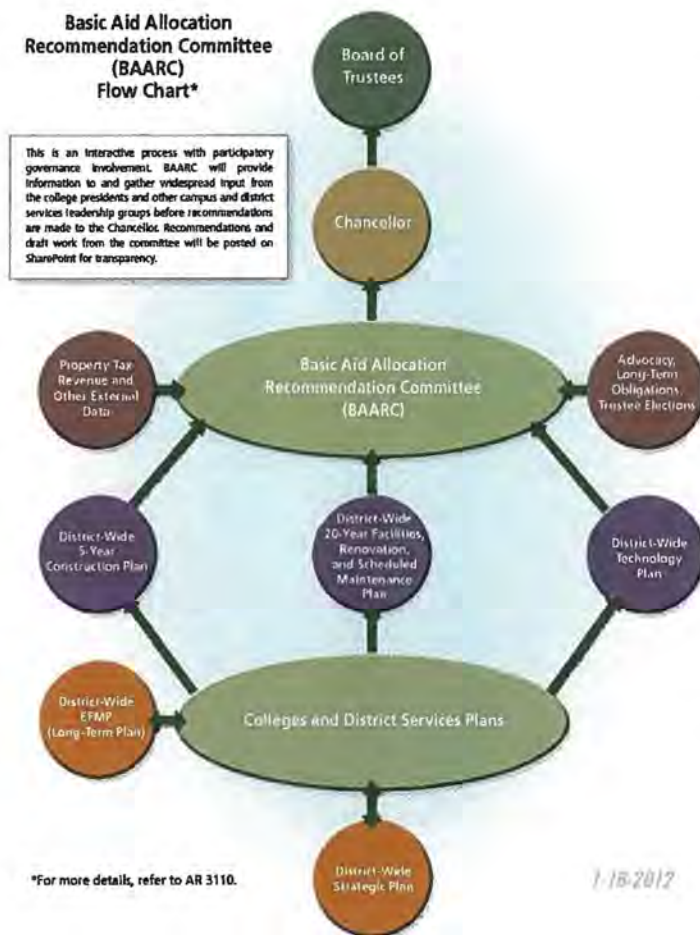 Basic Aid Allocation
Recommendation Committee
(BAARC)
Flow Chart*
This is an interactive process with participatory
governance involvement. BAARC will provide
information to and gather widespread input from
the college presidents and other campus and district
services leadership groups before recommendations
are made to the Chancellor. Recommendations and
draft work from the committee will be posted on
SharePoint for transparency.
Board of
Trustees
Chancellor
Property Tax
Revenue and
Other External
Data
Basic Aid Allocation
Recommendation Committee
(BAARC)
Advocacy,
Long-Term
Obligations
Trustee Elections
District-Wide
5-Year
Construction Plan
District-Wide
20-Year Facilities,
Renovation,
and Scheduled
Maintenance
Plan
District-Wide
Technology
Plan
District-Wide
EFMP
(Long-Term Plan)
Colleges and District Services Plans
District-Wide
Strategic Plan
*For more details, refer to AR 3110.
1-18-2012